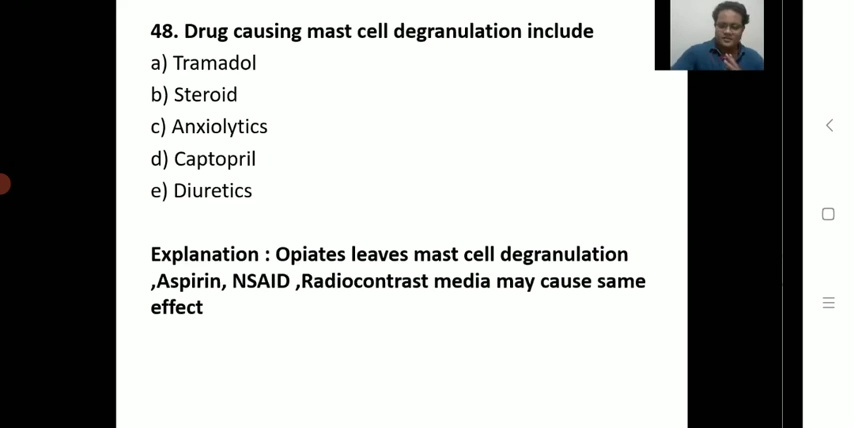 48. Drug causing mast cell degranulation include
a) Tramadol
b) Steroid
c) Anxiolytics
d) Captopril
e) Diuretics
Explanation : Opiates leaves mast cell degranulation
,Aspirin, NSAID ,Radiocontrast media may cause same
effect